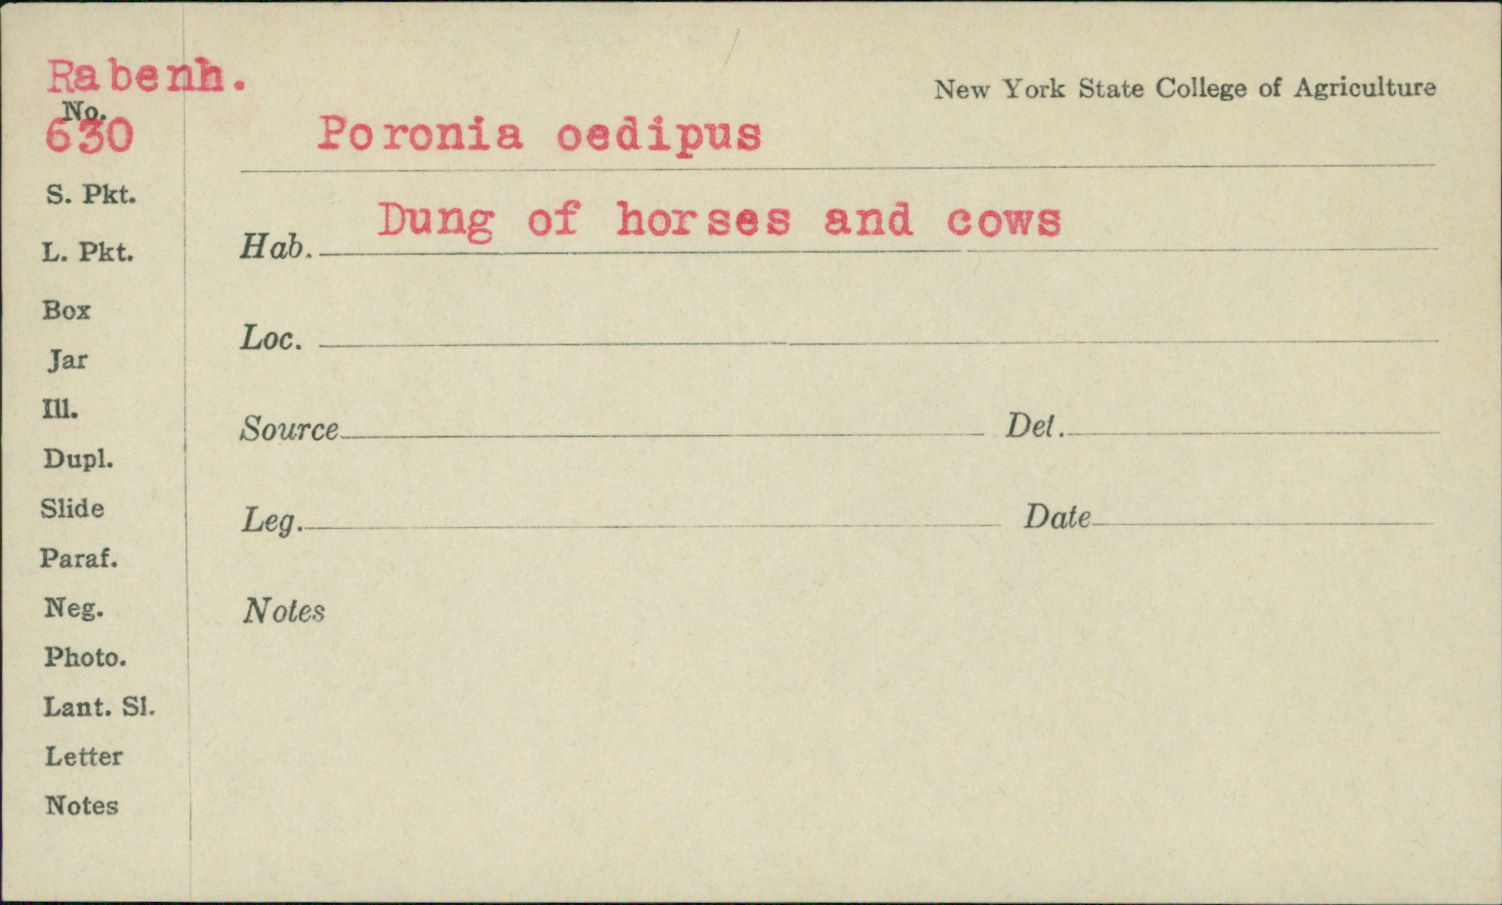 Rabenh.
New York State College of Agriculture
No.
630
Poronia oedipus
S. Pkt.
Hab. Dung of horses and cows
L. Pkt.
Box
Loc.
Jar
Ill.
Source Det.
Dupl.
Slide
Leg. Date
Paraf.
Neg.
Notes
Photo.
Lant. Sl.
Letter
Notes